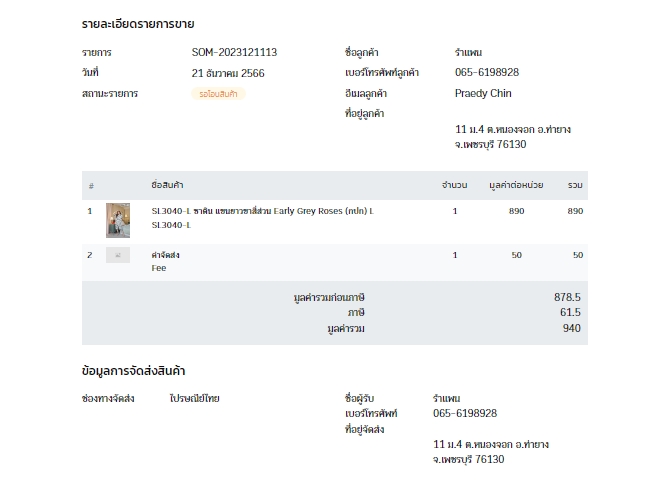 รายละเอียดรายการขาย
รายการ SOM-2023121113 ชื่อลูกค้า รำแพน
วันที่ 21 ธันวาคม 2566 เบอร์โทรศัพท์ลูกค้า 065-6198928
สถานะรายการ รอโอนสินค้า อีเมลลูกค้า Praedy Chin
ที่อยู่ลูกค้า
11 ม.4 ต.หนองจอก อ.ท่ายาง
จ.เพชรบุรี 76130
# ชื่อสินค้า จำนวน มูลค่าต่อหน่วย รวม
1 SL3040-L ซาติน แขนยาวขาสี่ส่วน Early Grey Roses (กปก) L 1 890 890
SL3040-L
2 ค่าจัดส่ง 1 50 50
Fee
มูลค่ารวมก่อนภาษี 878.5
ภาษี 61.5
มูลค่ารวม 940
ข้อมูลการจัดส่งสินค้า
ช่องทางจัดส่ง ไปรษณีย์ไทย ชื่อผู้รับ รำแพน
เบอร์โทรศัพท์ 065-6198928
ที่อยู่จัดส่ง
11 ม.4 ต.หนองจอก อ.ท่ายาง
จ.เพชรบุรี 76130